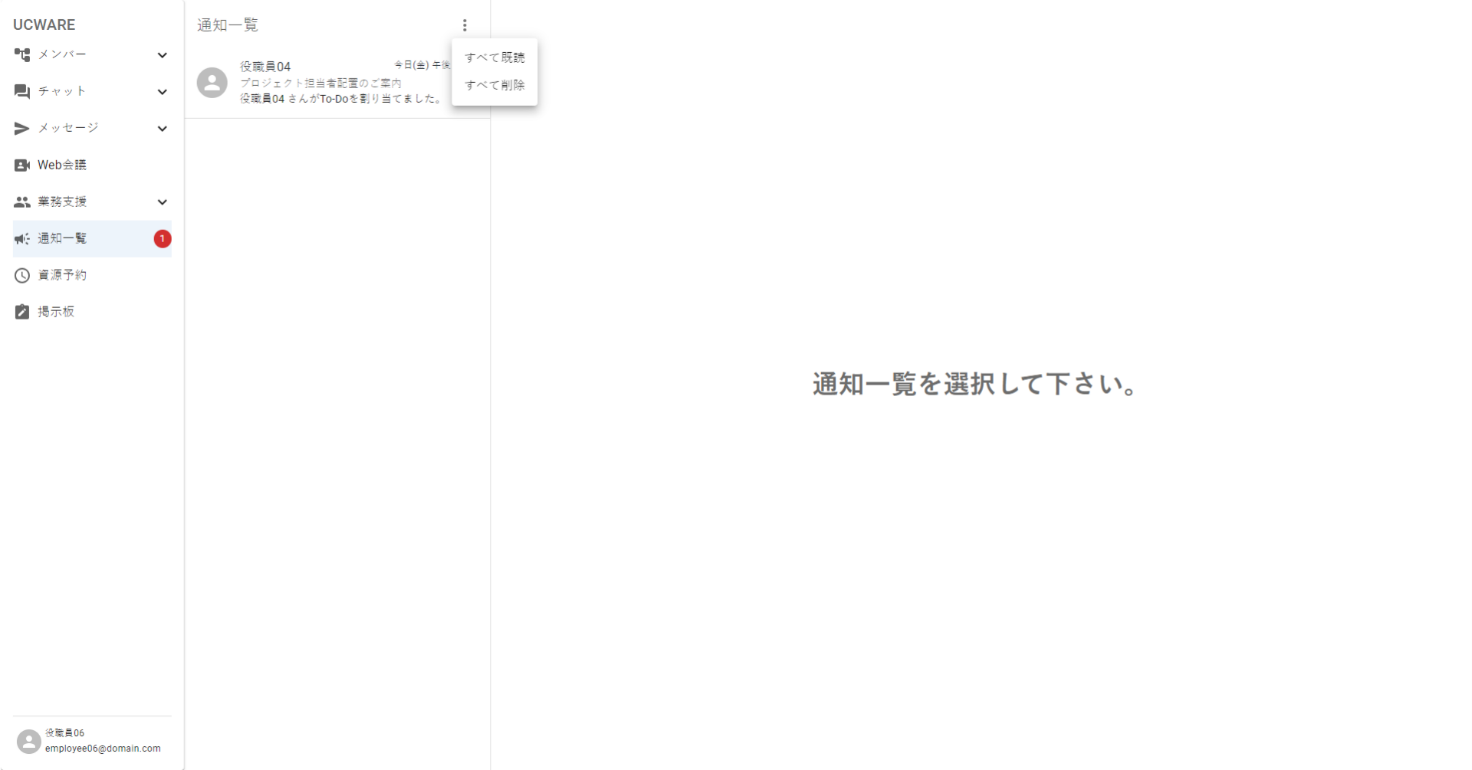 UCWARE
メンバー
チャット
メッセージ
Web会議
業務支援
通知一覧
1
資源予約
掲示板
役職員06
employee06@domain.com
通知一覧
役職員04
今日(金) 午後
プロジェクト担当者配置のご案内
役職員04 さんがTo-Doを割り当てました。
すべて既読
すべて削除
通知一覧を選択して下さい。